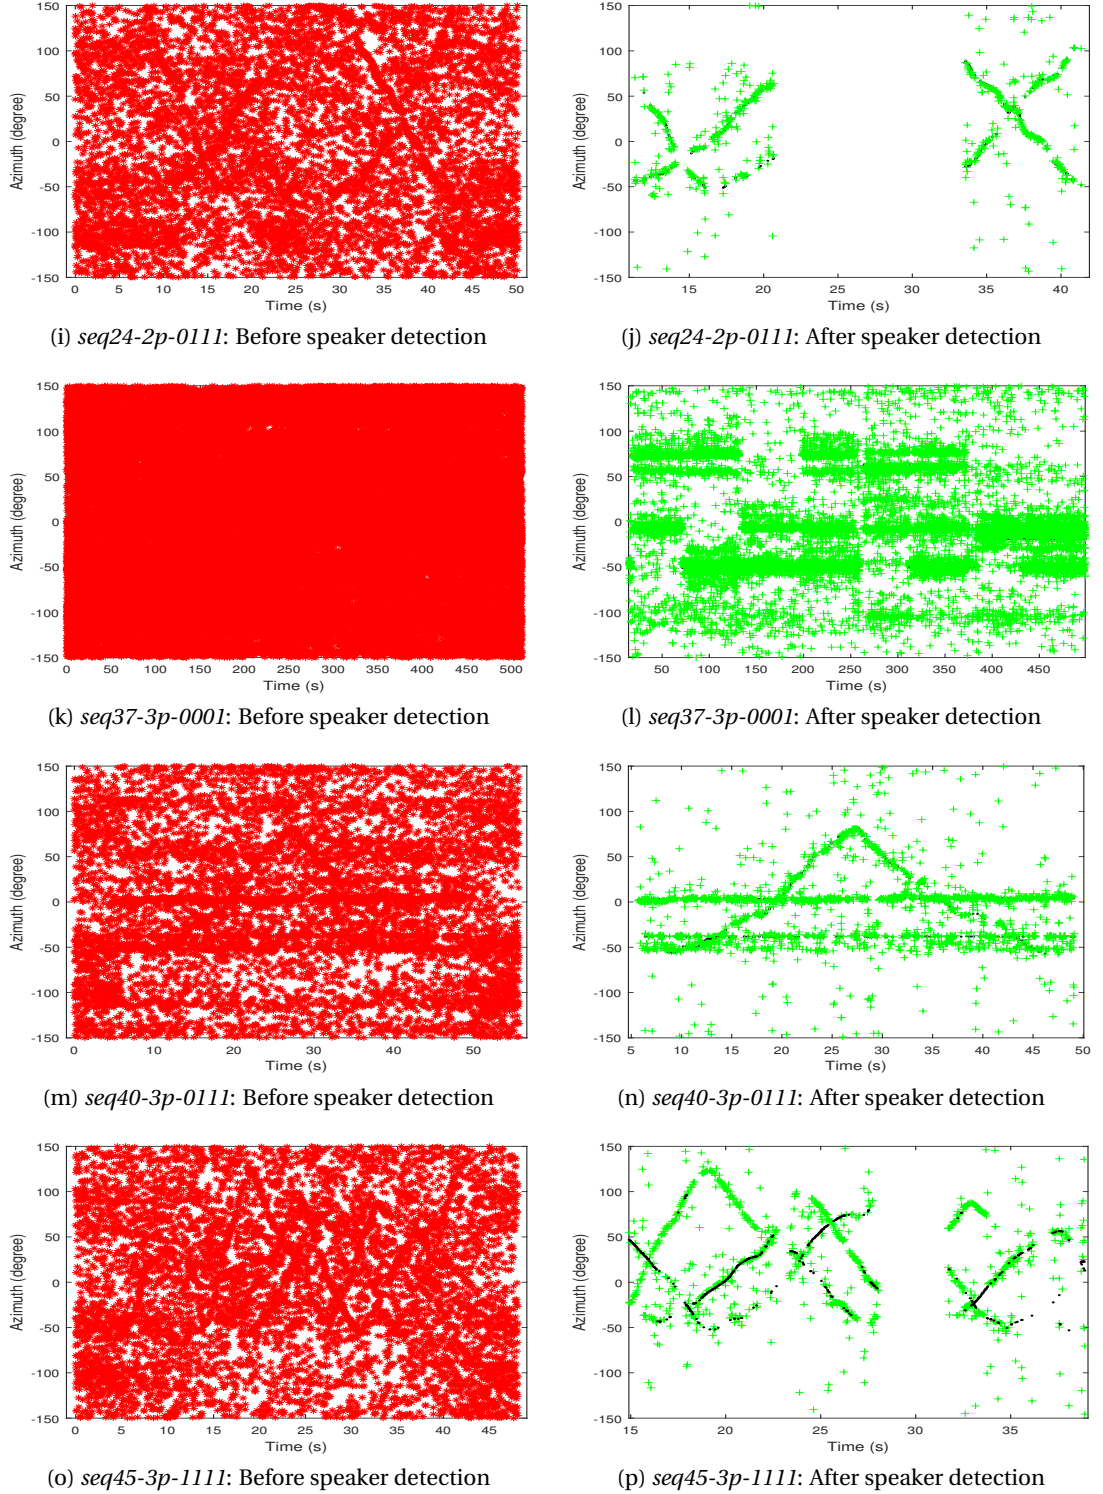 150
100
50
0
-50
-100
-150
Azimuth (degree)
0 5 10 15 20 25 30 35 40 45 50
Time (s)
(i) seq24-2p-0111: Before speaker detection
150
100
50
0
-50
-100
-150
Azimuth (degree)
15 20 25 30 35 40
Time (s)
(j) seq24-2p-0111: After speaker detection
150
100
50
0
-50
-100
-150
Azimuth (degree)
0 50 100 150 200 250 300 350 400 450 500
Time (s)
(k) seq37-3p-0001: Before speaker detection
150
100
50
0
-50
-100
-150
Azimuth (degree)
50 100 150 200 250 300 350 400 450
Time (s)
(l) seq37-3p-0001: After speaker detection
150
100
50
0
-50
-100
-150
Azimuth (degree)
0 10 20 30 40 50
Time (s)
(m) seq40-3p-0111: Before speaker detection
150
100
50
0
-50
-100
-150
Azimuth (degree)
5 10 15 20 25 30 35 40 45 50
Time (s)
(n) seq40-3p-0111: After speaker detection
150
100
50
0
-50
-100
-150
Azimuth (degree)
0 5 10 15 20 25 30 35 40 45
Time (s)
(o) seq45-3p-1111: Before speaker detection
150
100
50
0
-50
-100
-150
Azimuth (degree)
15 20 25 30 35
Time (s)
(p) seq45-3p-1111: After speaker detection